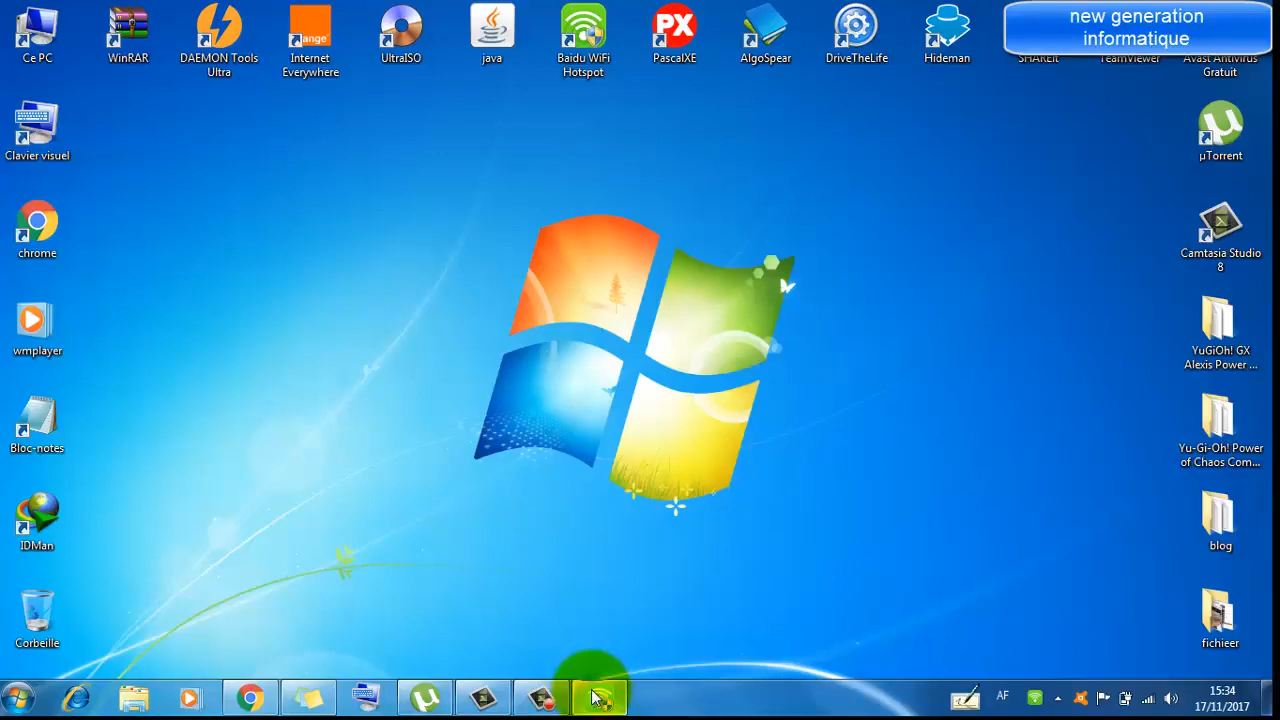 new generation
informatique
Ce PC
WinRAR
DAEMON Tools
Ultra
ange
Internet
Everywhere
UltraISO
java
Baidu WiFi
Hotspot
PX
PascalXE
AlgoSpear
DriveTheLife
Hideman
SHAREit
TeamViewer
Avast Antivirus
Gratuit
Clavier visuel
µTorrent
chrome
Camtasia Studio
8
wmplayer
YuGiOh! GX
Alexis Power ...
Bloc-notes
Yu-Gi-Oh! Power
of Chaos Com...
IDMan
blog
Corbeille
fichieer
AF
15:34
17/11/2017